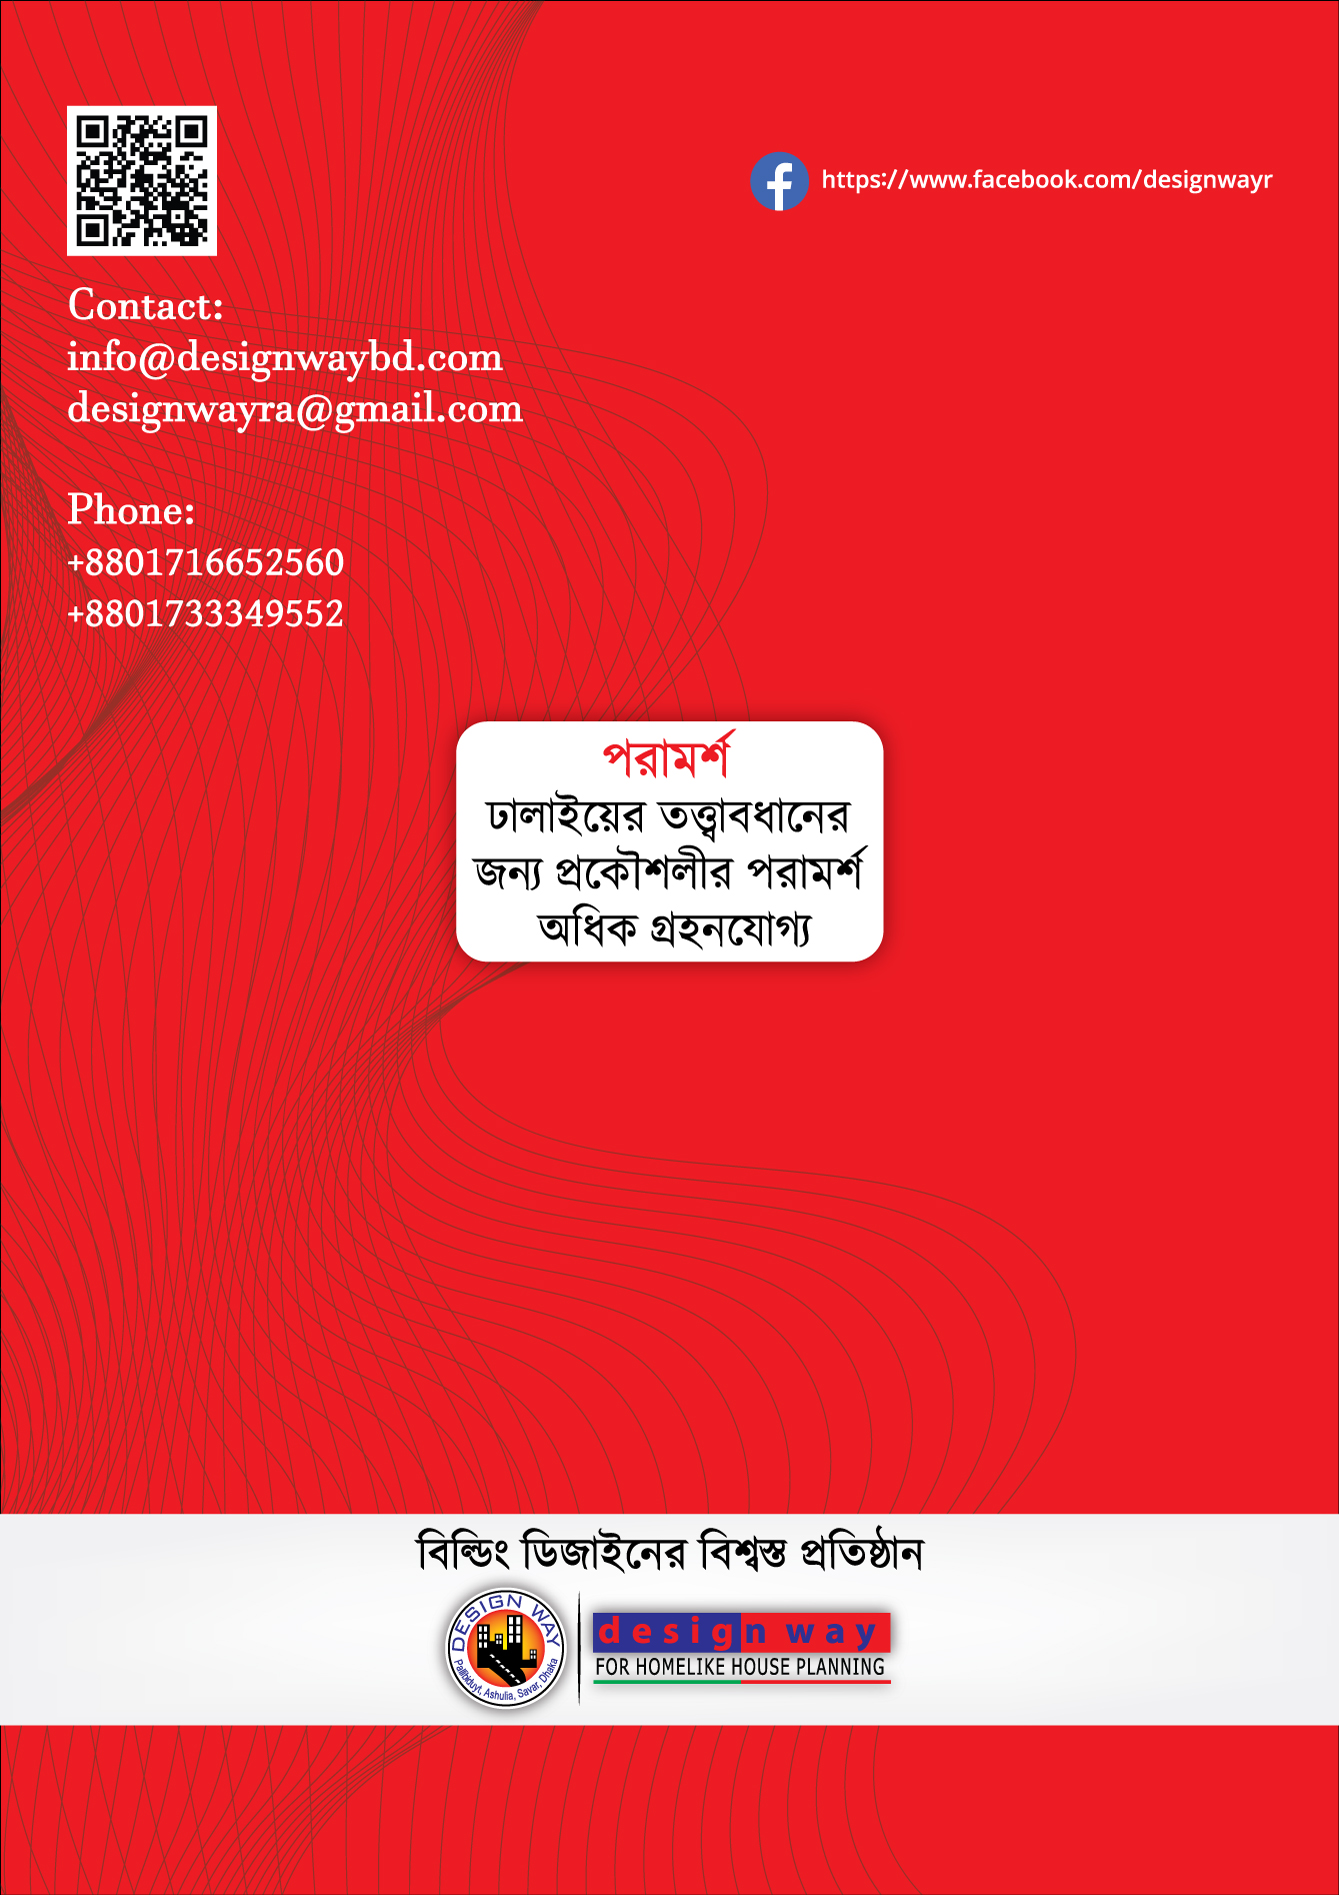 https://www.facebook.com/designwayr
Contact:
info@designwaybd.com
designwayra@gmail.com
Phone:
+8801716652560
+8801733349552
পরামর্শ
ঢালাইয়ের তত্ত্বাবধানের
জন্য প্রকৌশলীর পরামর্শ
অধিক গ্রহনযোগ্য
বিল্ডিং ডিজাইনের বিশ্বস্ত প্রতিষ্ঠান
DESIGN WAY
Pallibiduyt, Ashulia, Savar, Dhaka
design way
FOR HOMELIKE HOUSE PLANNING